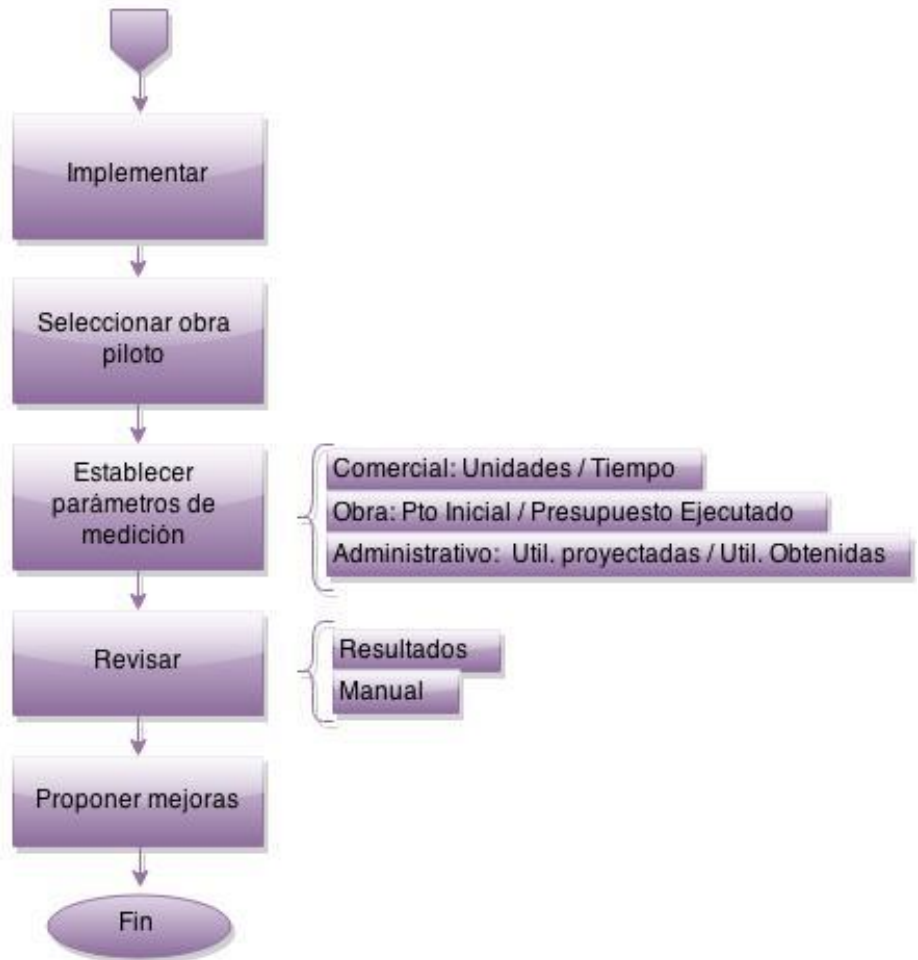 Implementar
Seleccionar obra
piloto
Establecer
parámetros de
medición
Comercial: Unidades / Tiempo
Obra: Pto Inicial / Presupuesto Ejecutado
Administrativo: Util. proyectadas / Util. Obtenidas
Revisar
Resultados
Manual
Proponer mejoras
Fin